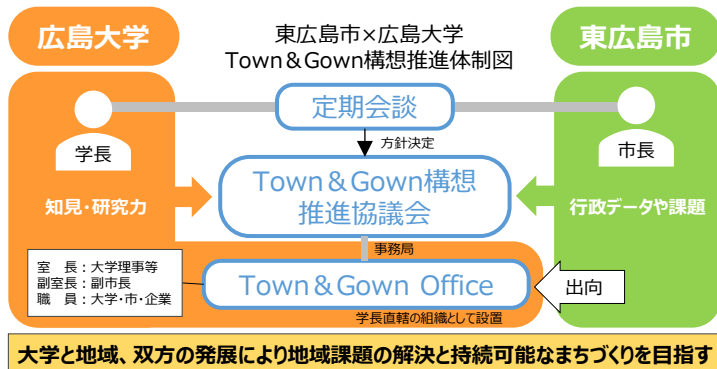 広島大学
東広島市×広島大学
Town＆Gown構想推進体制図
東広島市
定期会談
学長
市長
方針決定
Town＆Gown構想
推進協議会
知見・研究力
行政データや課題
事務局
室　長：大学理事等
副室長：副市長
職　員：大学・市・企業
Town＆Gown Office
出向
学長直轄の組織として設置
大学と地域、双方の発展により地域課題の解決と持続可能なまちづくりを目指す